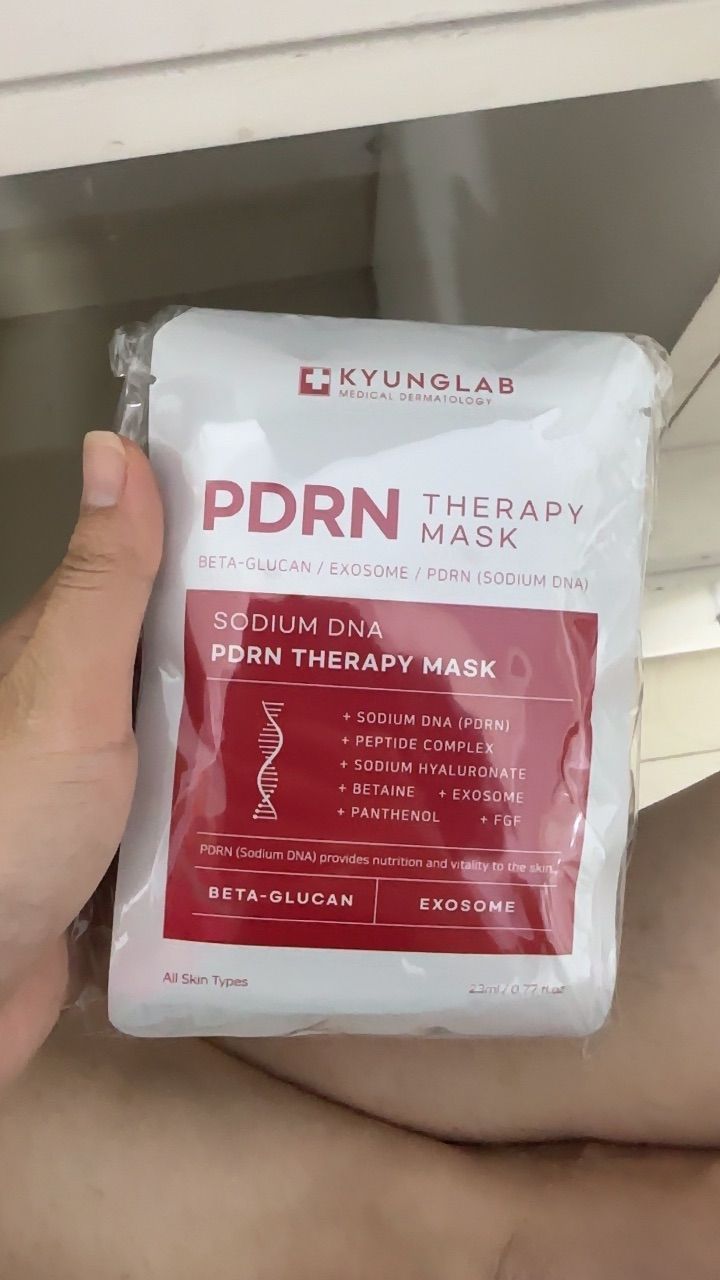 KYUNGLAB
MEDICAL DERMATOLOGY
PDRN THERAPY MASK
BETA-GLUCAN / EXOSOME / PDRN (SODIUM DNA)
SODIUM DNA
PDRN THERAPY MASK
+ SODIUM DNA (PDRN)
+ PEPTIDE COMPLEX
+ SODIUM HYALURONATE
+ BETAINE + EXOSOME
+ PANTHENOL + FGF
PDRN (Sodium DNA) provides nutrition and vitality to the skin.
BETA-GLUCAN EXOSOME
All Skin Types 23ml / 0.77 fl.oz